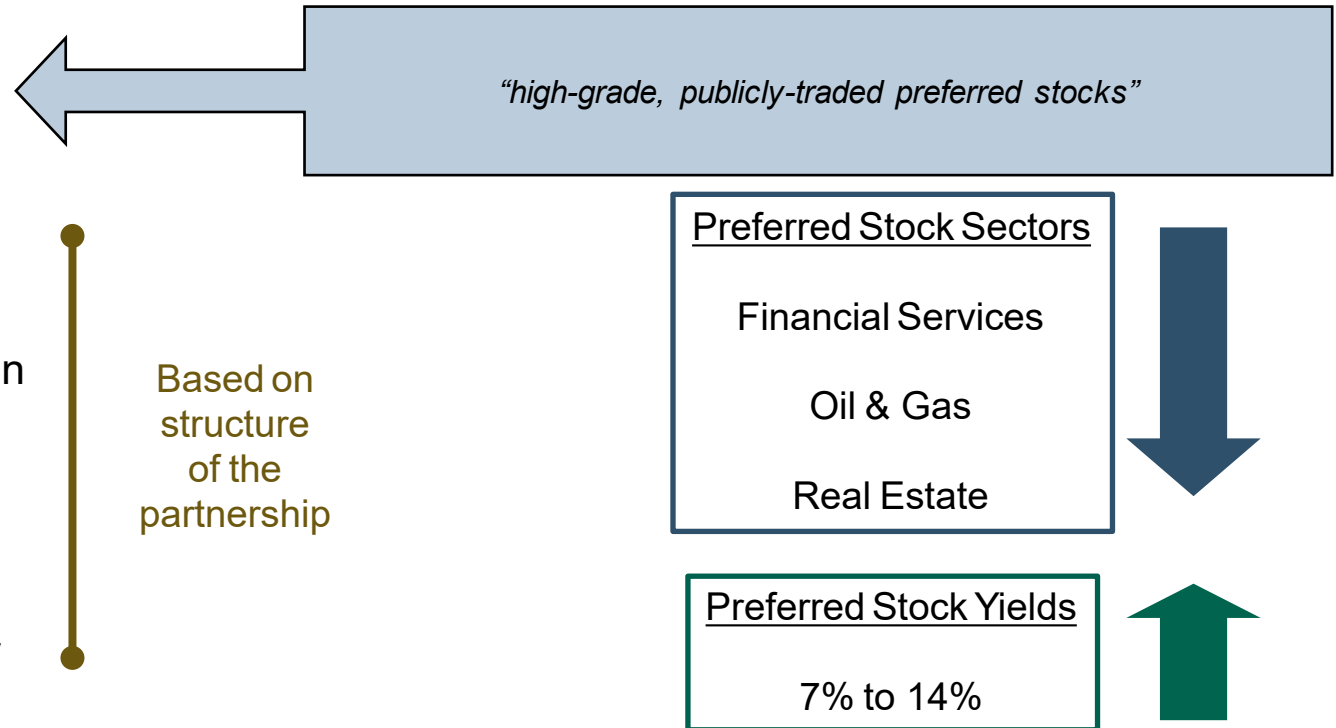 “high-grade, publicly-traded preferred stocks”
Preferred Stock Sectors
Financial Services
Oil & Gas
Real Estate
n
Based on
structure
of the
partnership
Preferred Stock Yields
7% to 14%